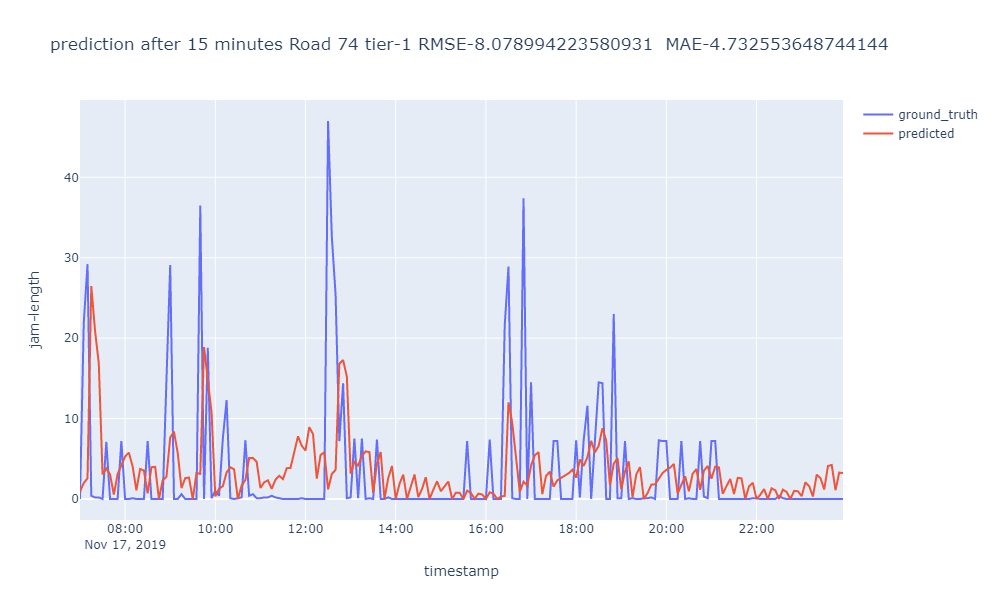 prediction after 15 minutes Road 74 tier-1 RMSE-8.078994223580931  MAE-4.732553648744144
ground_truth
predicted
40
30
20
10
0
jam-length
08:00 10:00 12:00 14:00 16:00 18:00 20:00 22:00
Nov 17, 2019
timestamp